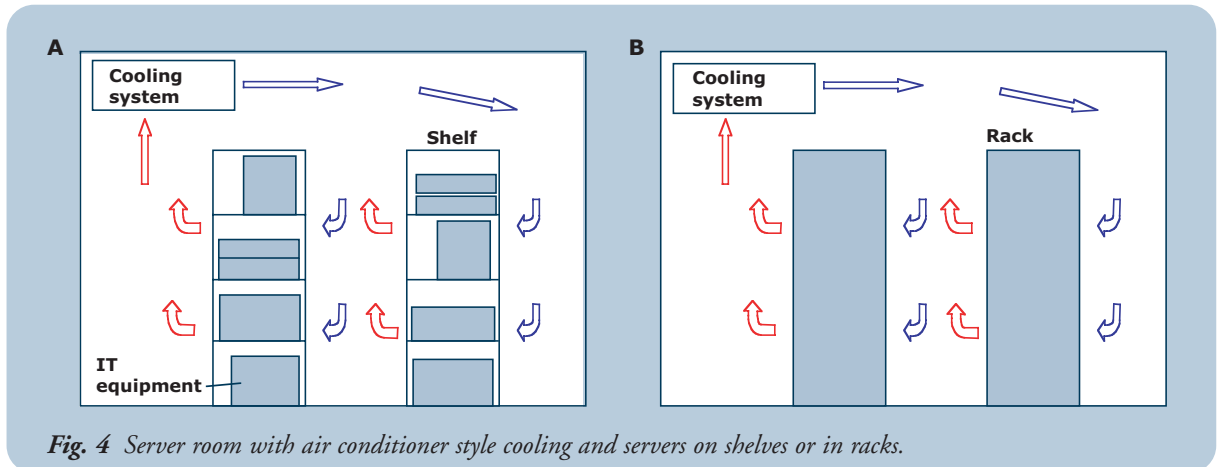 A
Cooling
system
Shelf
IT
equipment
B
Cooling
system
Rack
Fig. 4 Server room with air conditioner style cooling and servers on shelves or in racks.